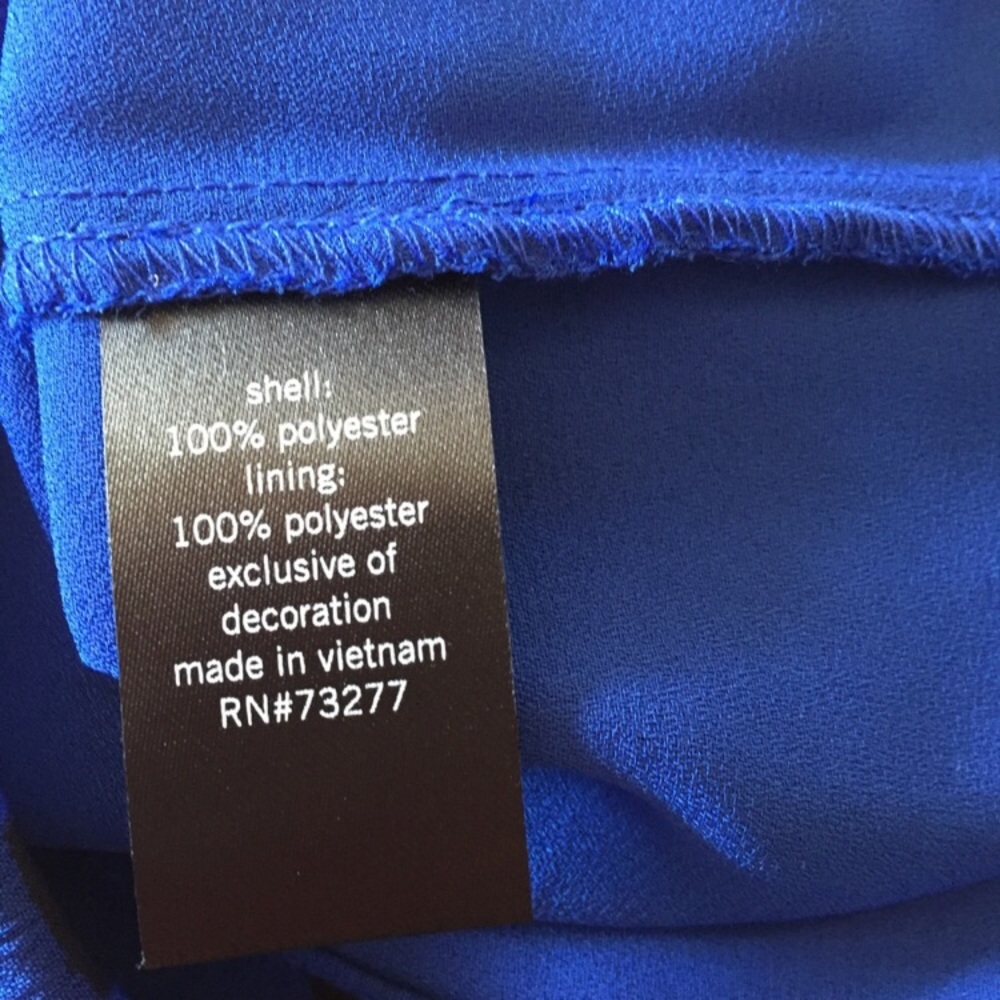 shell:
100% polyester
lining:
100% polyester
exclusive of
decoration
made in vietnam
RN#73277